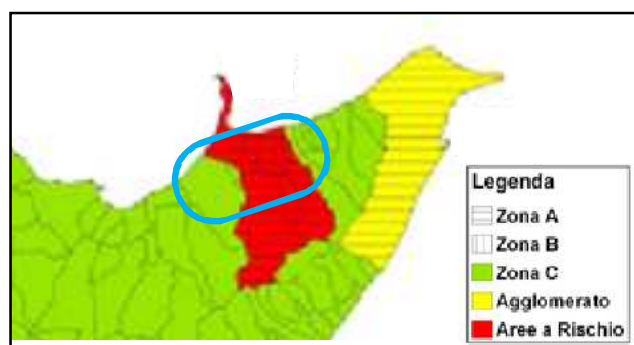 Legenda
Zona A
Zona B
Zona C
Agglomerato
Aree a Rischio